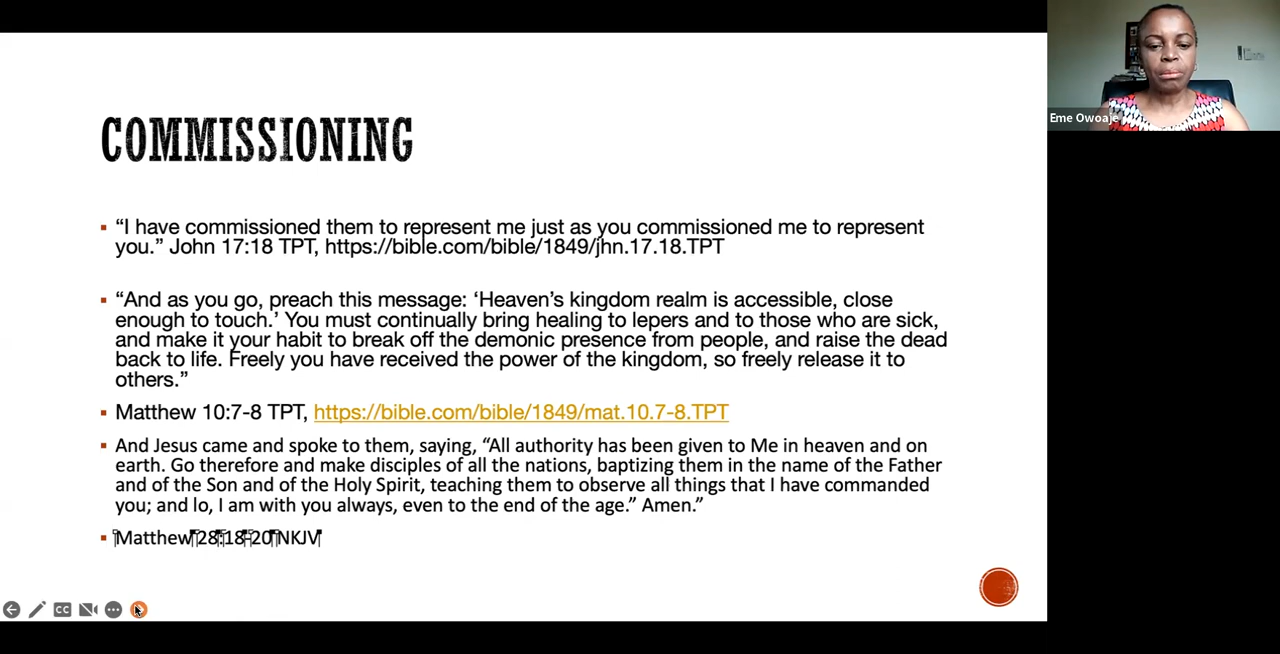 COMMISSIONING
“I have commissioned them to represent me just as you commissioned me to represent
you.” John 17:18 TPT, https://bible.com/bible/1849/jhn.17.18.TPT
“And as you go, preach this message: ‘Heaven’s kingdom realm is accessible, close
enough to touch.’ You must continually bring healing to lepers and to those who are sick,
and make it your habit to break off the demonic presence from people, and raise the dead
back to life. Freely you have received the power of the kingdom, so freely release it to
others.”
Matthew 10:7-8 TPT, https://bible.com/bible/1849/mat.10.7-8.TPT
And Jesus came and spoke to them, saying, “All authority has been given to Me in heaven and on
earth. Go therefore and make disciples of all the nations, baptizing them in the name of the Father
and of the Son and of the Holy Spirit, teaching them to observe all things that I have commanded
you; and lo, I am with you always, even to the end of the age.” Amen.”
Matthew 28:18-20 NKJV
Eme Owoaje
CC